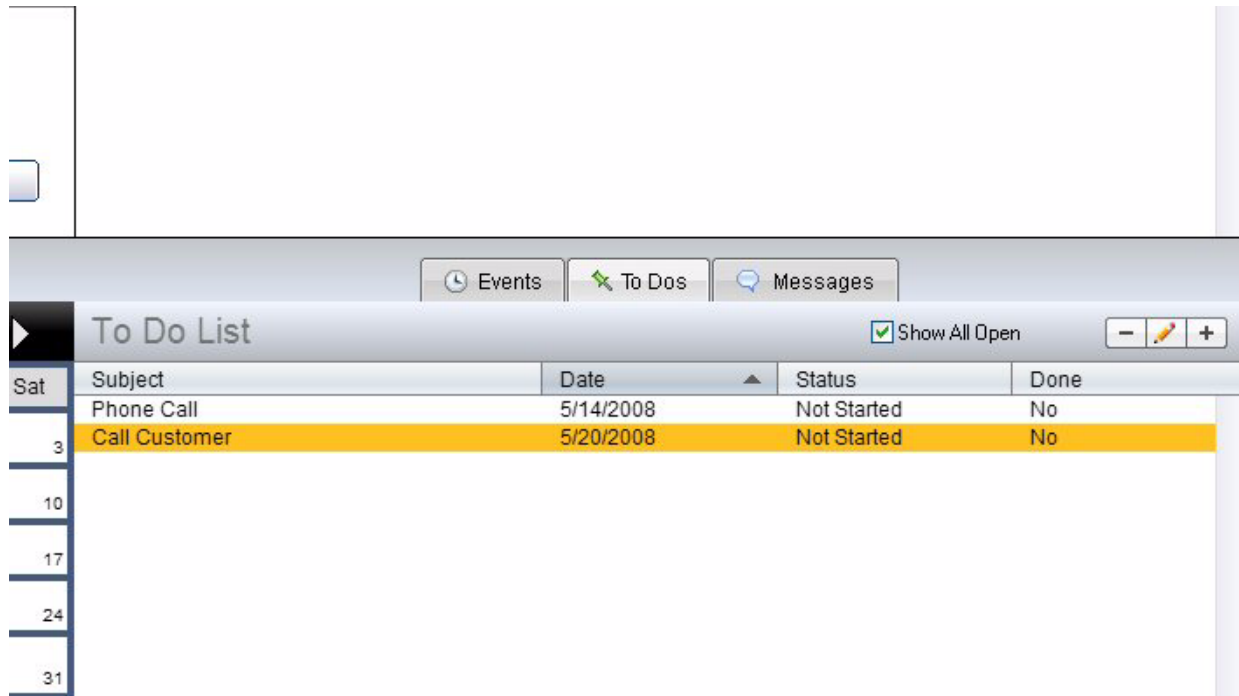 Events To Dos Messages
To Do List Show All Open
Sat Subject Date Status Done
Phone Call 5/14/2008 Not Started No
3 Call Customer 5/20/2008 Not Started No
10
17
24
31